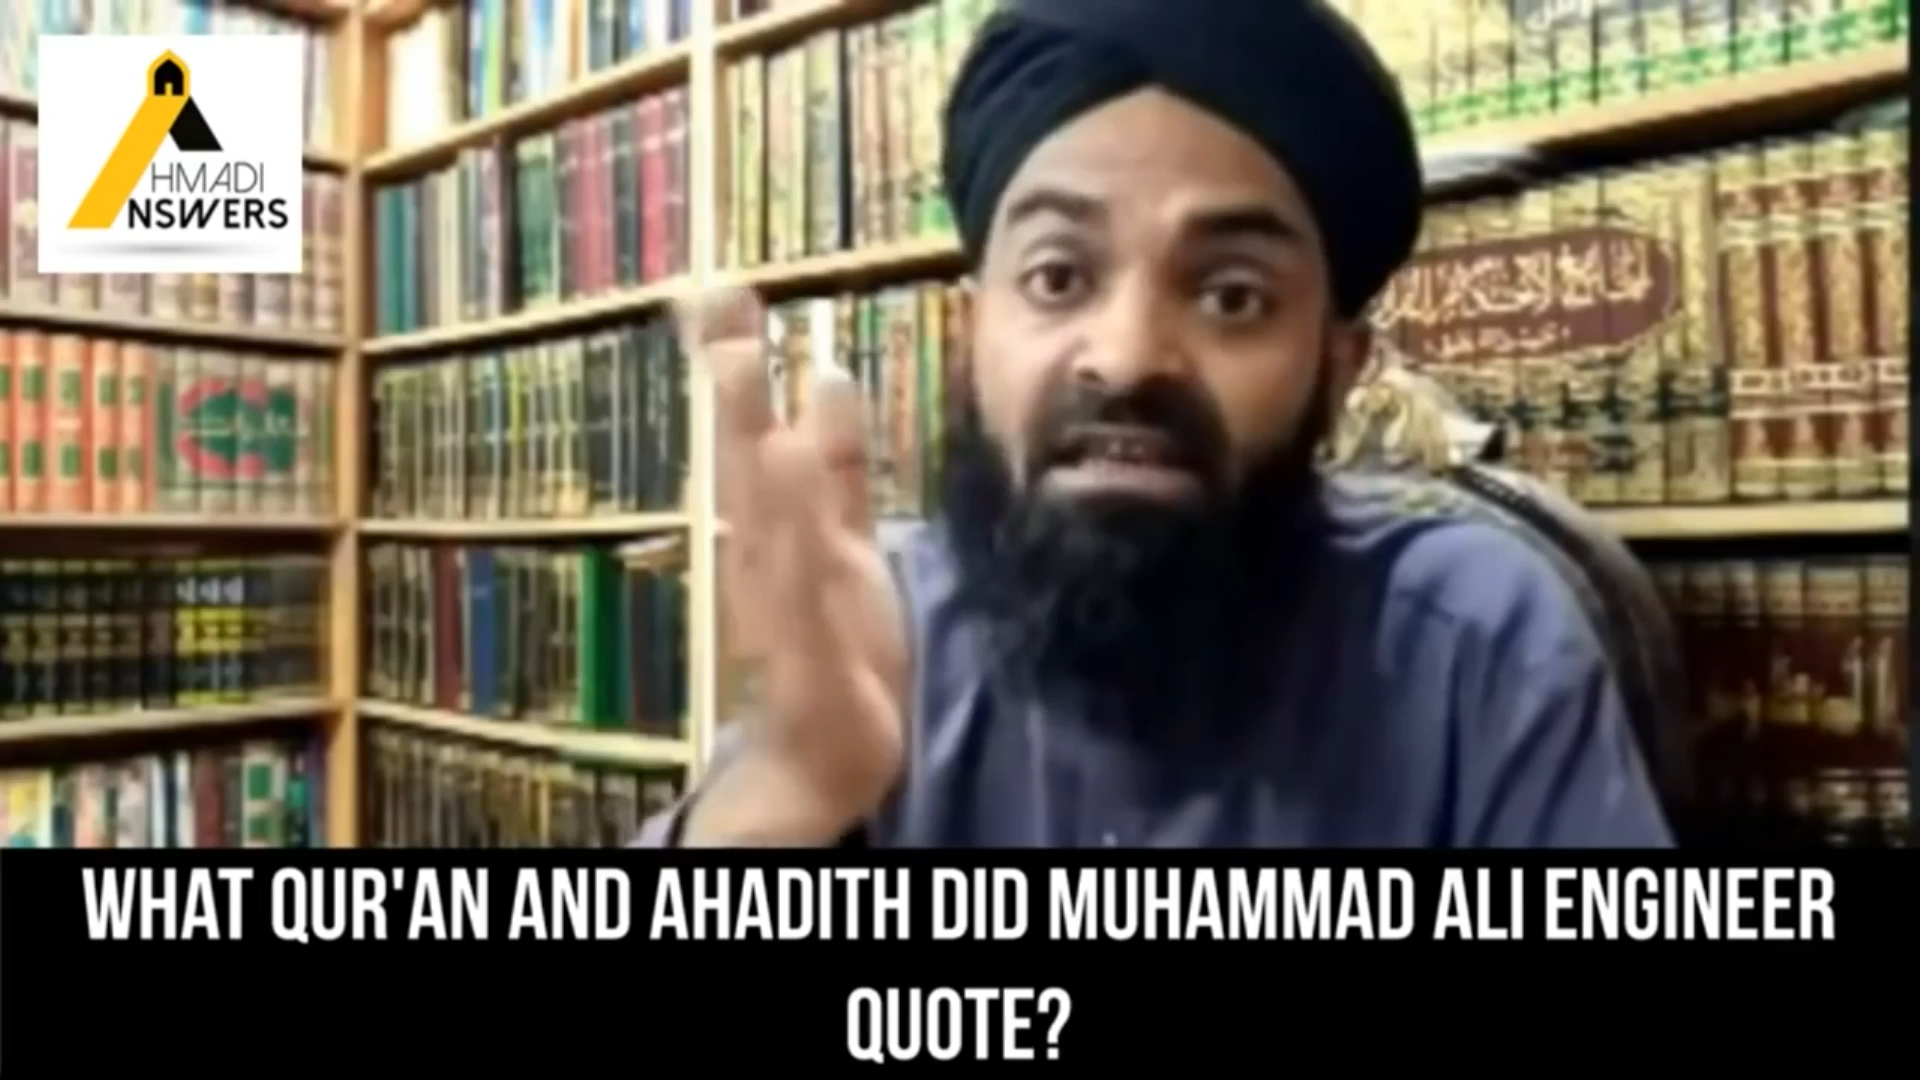 HMADI
NSWERS
WHAT QUR'AN AND AHADITH DID MUHAMMAD ALI ENGINEER
QUOTE?